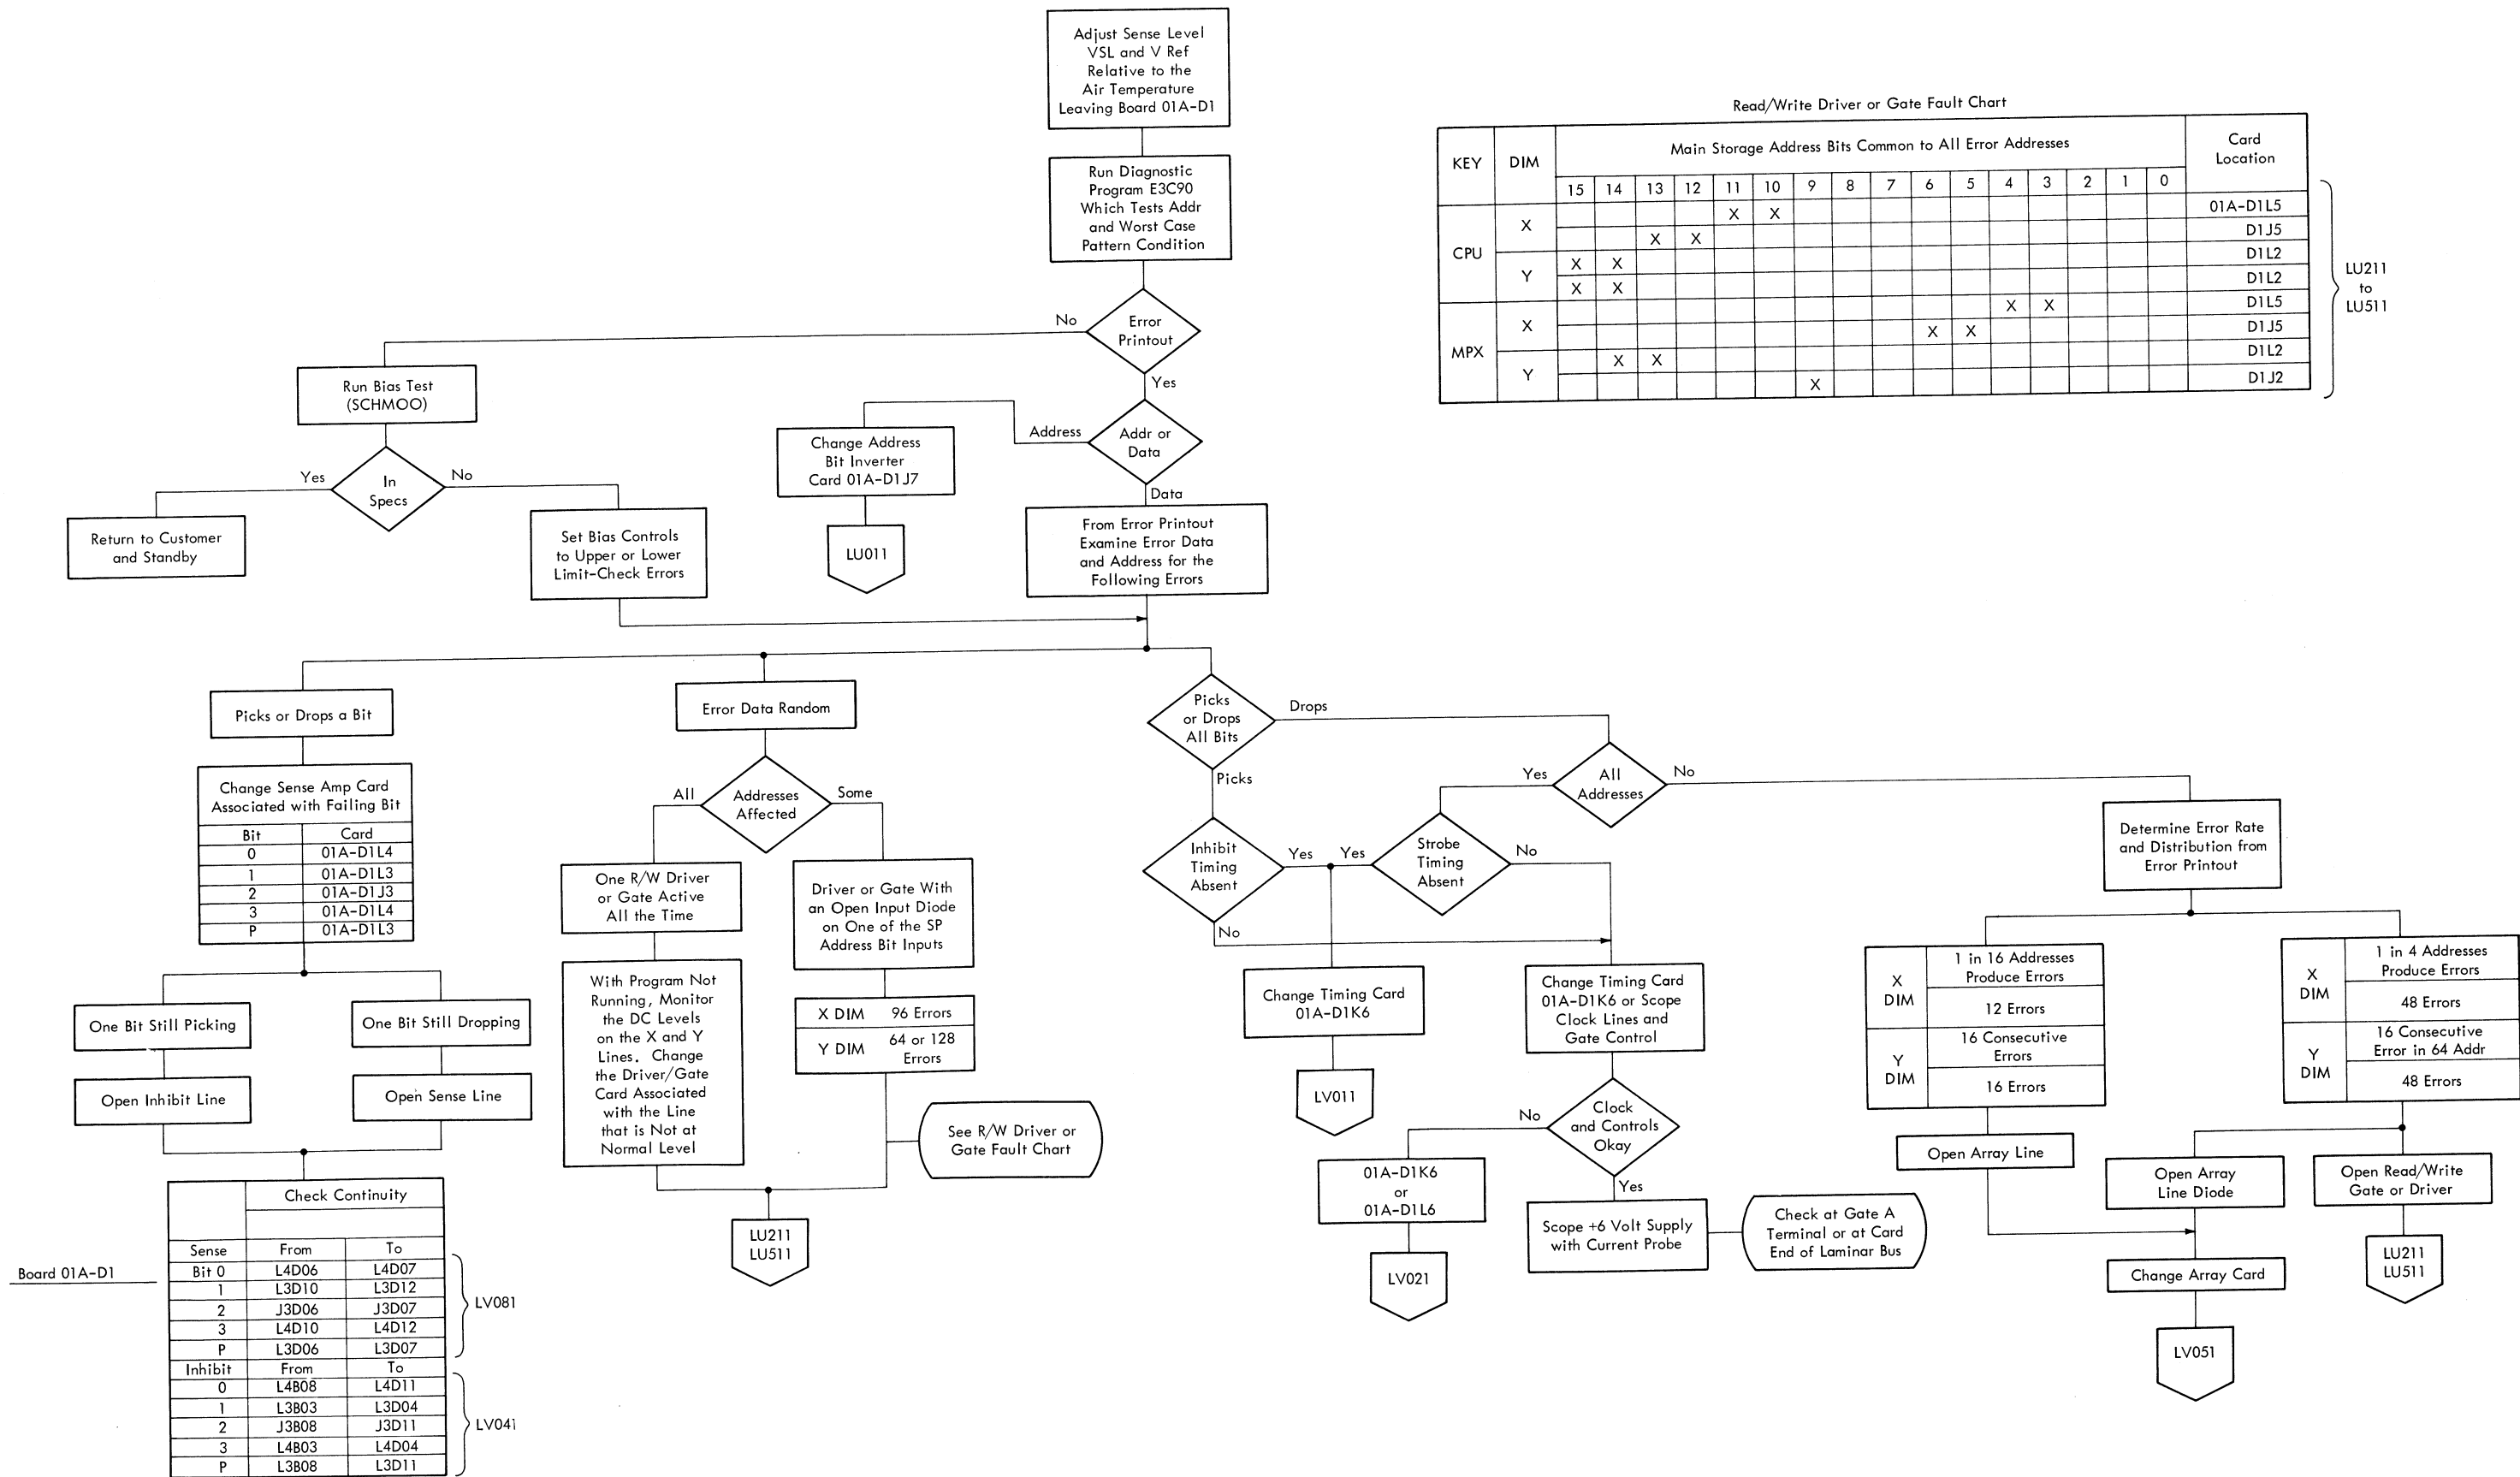 Adjust Sense Level
VSL and V Ref
Relative to the
Air Temperature
Leaving Board 01A-D1
Run Diagnostic
Program E3C90
Which Tests Addr
and Worst Case
Pattern Condition
Error
Printout
No
Yes
Run Bias Test
(SCHMOO)
In
Specs
Yes
No
Return to Customer
and Standby
Set Bias Controls
to Upper or Lower
Limit-Check Errors
Addr or
Data
Address
Data
Change Address
Bit Inverter
Card 01A-D1J7
LU011
From Error Printout
Examine Error Data
and Address for the
Following Errors
Read/Write Driver or Gate Fault Chart
KEY DIM Main Storage Address Bits Common to All Error Addresses Card
Location
15 14 13 12 11 10 9 8 7 6 5 4 3 2 1 0
CPU X X X 01A-D1L5
X X D1J5
Y X X D1L2
X X D1L2
MPX X X X D1L5
X X D1J5
Y X X D1L2
X D1J2
LU211
to
LU511
Picks or Drops a Bit
Change Sense Amp Card
Associated with Failing Bit
Bit Card
0 01A-D1L4
1 01A-D1L3
2 01A-D1J3
3 01A-D1L4
P 01A-D1L3
One Bit Still Picking
One Bit Still Dropping
Open Inhibit Line
Open Sense Line
Board 01A-D1
Check Continuity
Sense From To
Bit 0 L4D06 L4D07
1 L3D10 L3D12
2 J3D06 J3D07
3 L4D10 L4D12
P L3D06 L3D07
LV081
Inhibit From To
0 L4B08 L4D11
1 L3B03 L3D04
2 J3B08 J3D11
3 L4B03 L4D04
P L3B08 L3D11
LV041
Error Data Random
Addresses
Affected
All
Some
One R/W Driver
or Gate Active
All the Time
With Program Not
Running, Monitor
the DC Levels
on the X and Y
Lines. Change
the Driver/Gate
Card Associated
with the Line
that is Not at
Normal Level
Driver or Gate With
an Open Input Diode
on One of the SP
Address Bit Inputs
X DIM 96 Errors
Y DIM 64 or 128
Errors
See R/W Driver or
Gate Fault Chart
LU211
LU511
Picks
or Drops
All Bits
Drops
Picks
All
Addresses
Yes
No
Inhibit
Timing
Absent
Yes
No
Strobe
Timing
Absent
Yes
No
Change Timing Card
01A-D1K6
LV011
Change Timing Card
01A-D1K6 or Scope
Clock Lines and
Gate Control
Clock
and Controls
Okay
No
Yes
01A-D1K6
or
01A-D1L6
LV021
Scope +6 Volt Supply
with Current Probe
Check at Gate A
Terminal or at Card
End of Laminar Bus
Determine Error Rate
and Distribution from
Error Printout
X
DIM
1 in 16 Addresses
Produce Errors
12 Errors
Y
DIM
16 Consecutive
Errors
16 Errors
X
DIM
1 in 4 Addresses
Produce Errors
48 Errors
Y
DIM
16 Consecutive
Error in 64 Addr
48 Errors
Open Array Line
Open Array
Line Diode
Open Read/Write
Gate or Driver
Change Array Card
LV051
LU211
LU511